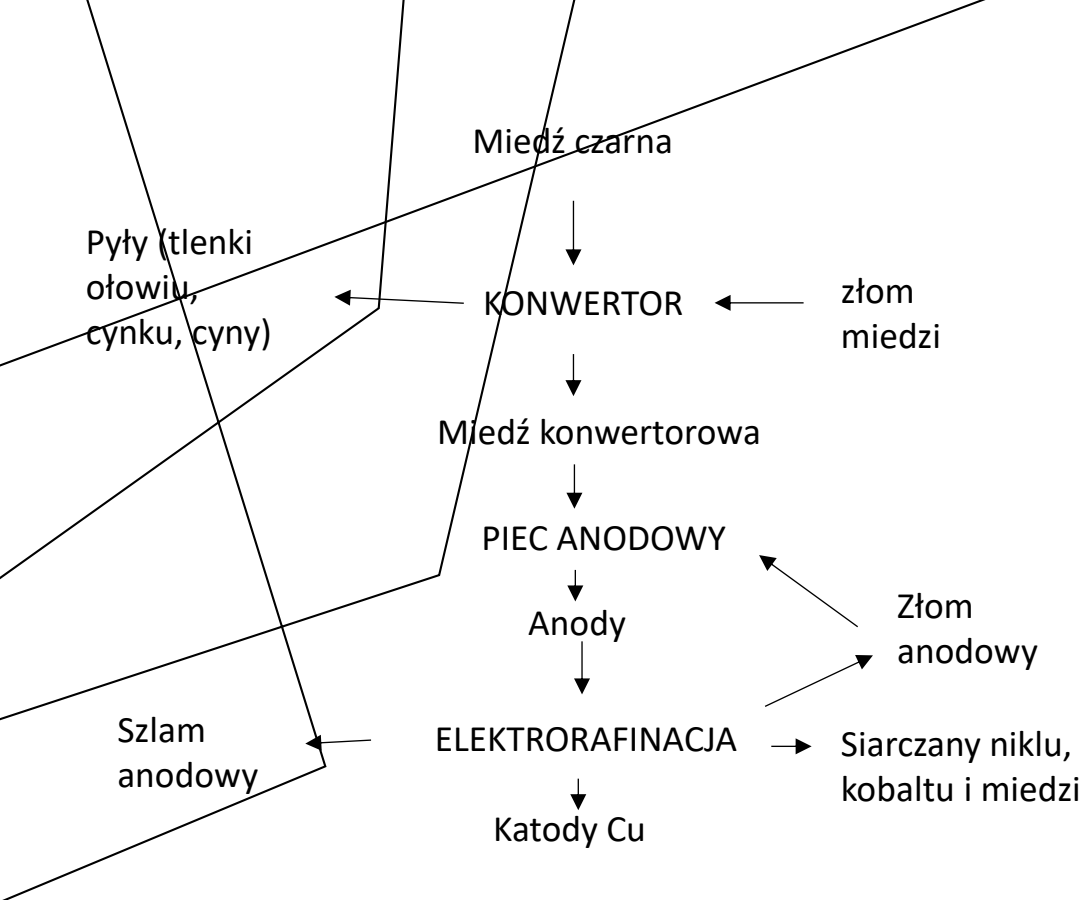 Miedź czarna
Pyły (tlenki
ołowiu,
cynku, cyny)
KONWERTOR
złom
miedzi
Miedź konwertorowa
PIEC ANODOWY
Anody
Złom
anodowy
Szlam
anodowy
ELEKTRORAFINACJA
Siarczany niklu,
kobaltu i miedzi
Katody Cu